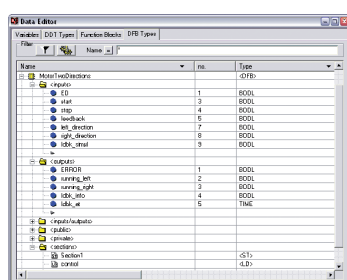 Data Editor
Variables DDT Types Function Blocks DFB Types
Filter
Name = *
Name no. Type
MotorTwoDirections <DFB>
<inputs>
ED 1 BOOL
start 3 BOOL
stop 4 BOOL
feedback 5 BOOL
left_direction 7 BOOL
right_direction 8 BOOL
fdbk_simul 9 BOOL
<outputs>
ERROR 1 BOOL
running_left 2 BOOL
running_right 3 BOOL
fdbk_info 4 BOOL
fdbk_et 5 TIME
<inputs/outputs>
<public>
<private>
<sections>
Section1 <ST>
control <LD>